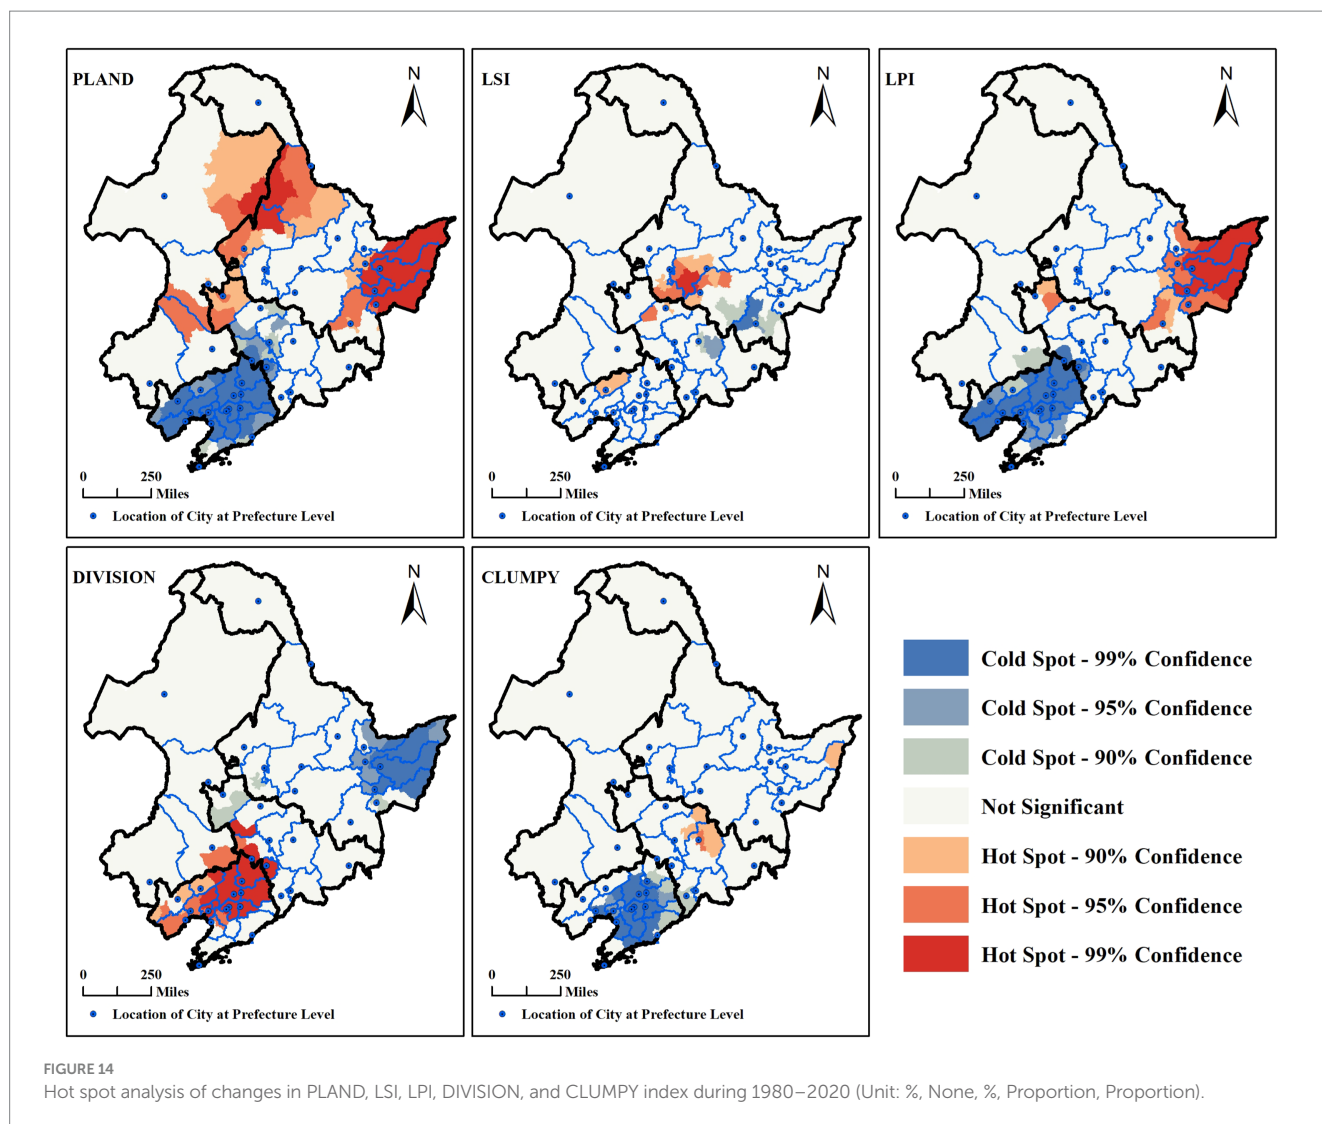 PLAND
N
0 250
Miles
Location of City at Prefecture Level
LSI
N
0 250
Miles
Location of City at Prefecture Level
LPI
N
0 250
Miles
Location of City at Prefecture Level
DIVISION
N
0 250
Miles
Location of City at Prefecture Level
CLUMPY
N
0 250
Miles
Location of City at Prefecture Level
Cold Spot - 99% Confidence
Cold Spot - 95% Confidence
Cold Spot - 90% Confidence
Not Significant
Hot Spot - 90% Confidence
Hot Spot - 95% Confidence
Hot Spot - 99% Confidence
FIGURE 14
Hot spot analysis of changes in PLAND, LSI, LPI, DIVISION, and CLUMPY index during 1980–2020 (Unit: %, None, %, Proportion, Proportion).